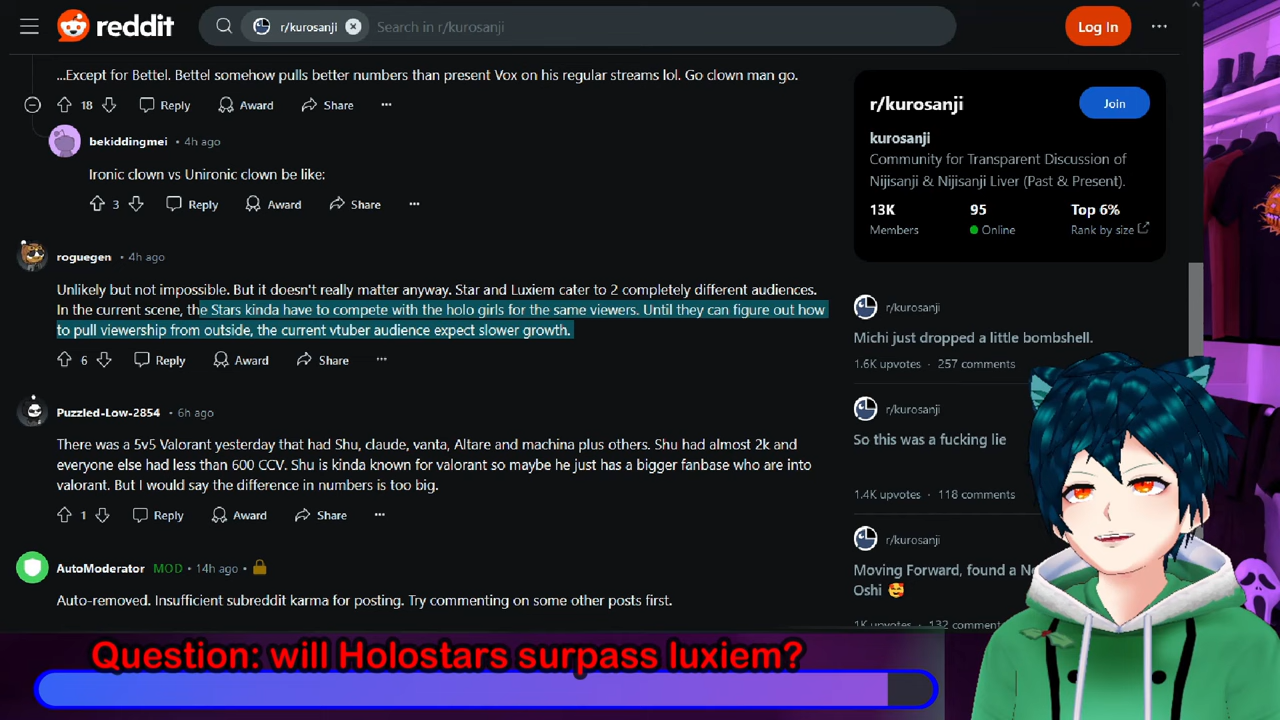 reddit
r/kurosanji
Search in r/kurosanji
Log In
...Except for Bettel. Bettel somehow pulls better numbers than present Vox on his regular streams lol. Go clown man go.
18 Reply Award Share
bekiddingmei • 4h ago
Ironic clown vs Unironic clown be like:
3 Reply Award Share
roguegen • 4h ago
Unlikely but not impossible. But it doesn't really matter anyway. Star and Luxiem cater to 2 completely different audiences.
In the current scene, the Stars kinda have to compete with the holo girls for the same viewers. Until they can figure out how
to pull viewership from outside, the current vtuber audience expect slower growth.
6 Reply Award Share
Puzzled-Low-2854 • 6h ago
There was a 5v5 Valorant yesterday that had Shu, claude, vanta, Altare and machina plus others. Shu had almost 2k and
everyone else had less than 600 CCV. Shu is kinda known for valorant so maybe he just has a bigger fanbase who are into
valorant. But I would say the difference in numbers is too big.
1 Reply Award Share
AutoModerator MOD • 14h ago •
Auto-removed. Insufficient subreddit karma for posting. Try commenting on some other posts first.
r/kurosanji
Join
kurosanji
Community for Transparent Discussion of
Nijisanji & Nijisanji Liver (Past & Present).
13K 95 Top 6%
Members Online Rank by size
r/kurosanji
Michi just dropped a little bombshell.
1.6K upvotes • 257 comments
r/kurosanji
So this was a fucking lie
1.4K upvotes • 118 comments
r/kurosanji
Moving Forward, found a
Oshi 🥰
1K upvotes • 132 comments
Question: will Holostars surpass luxiem?